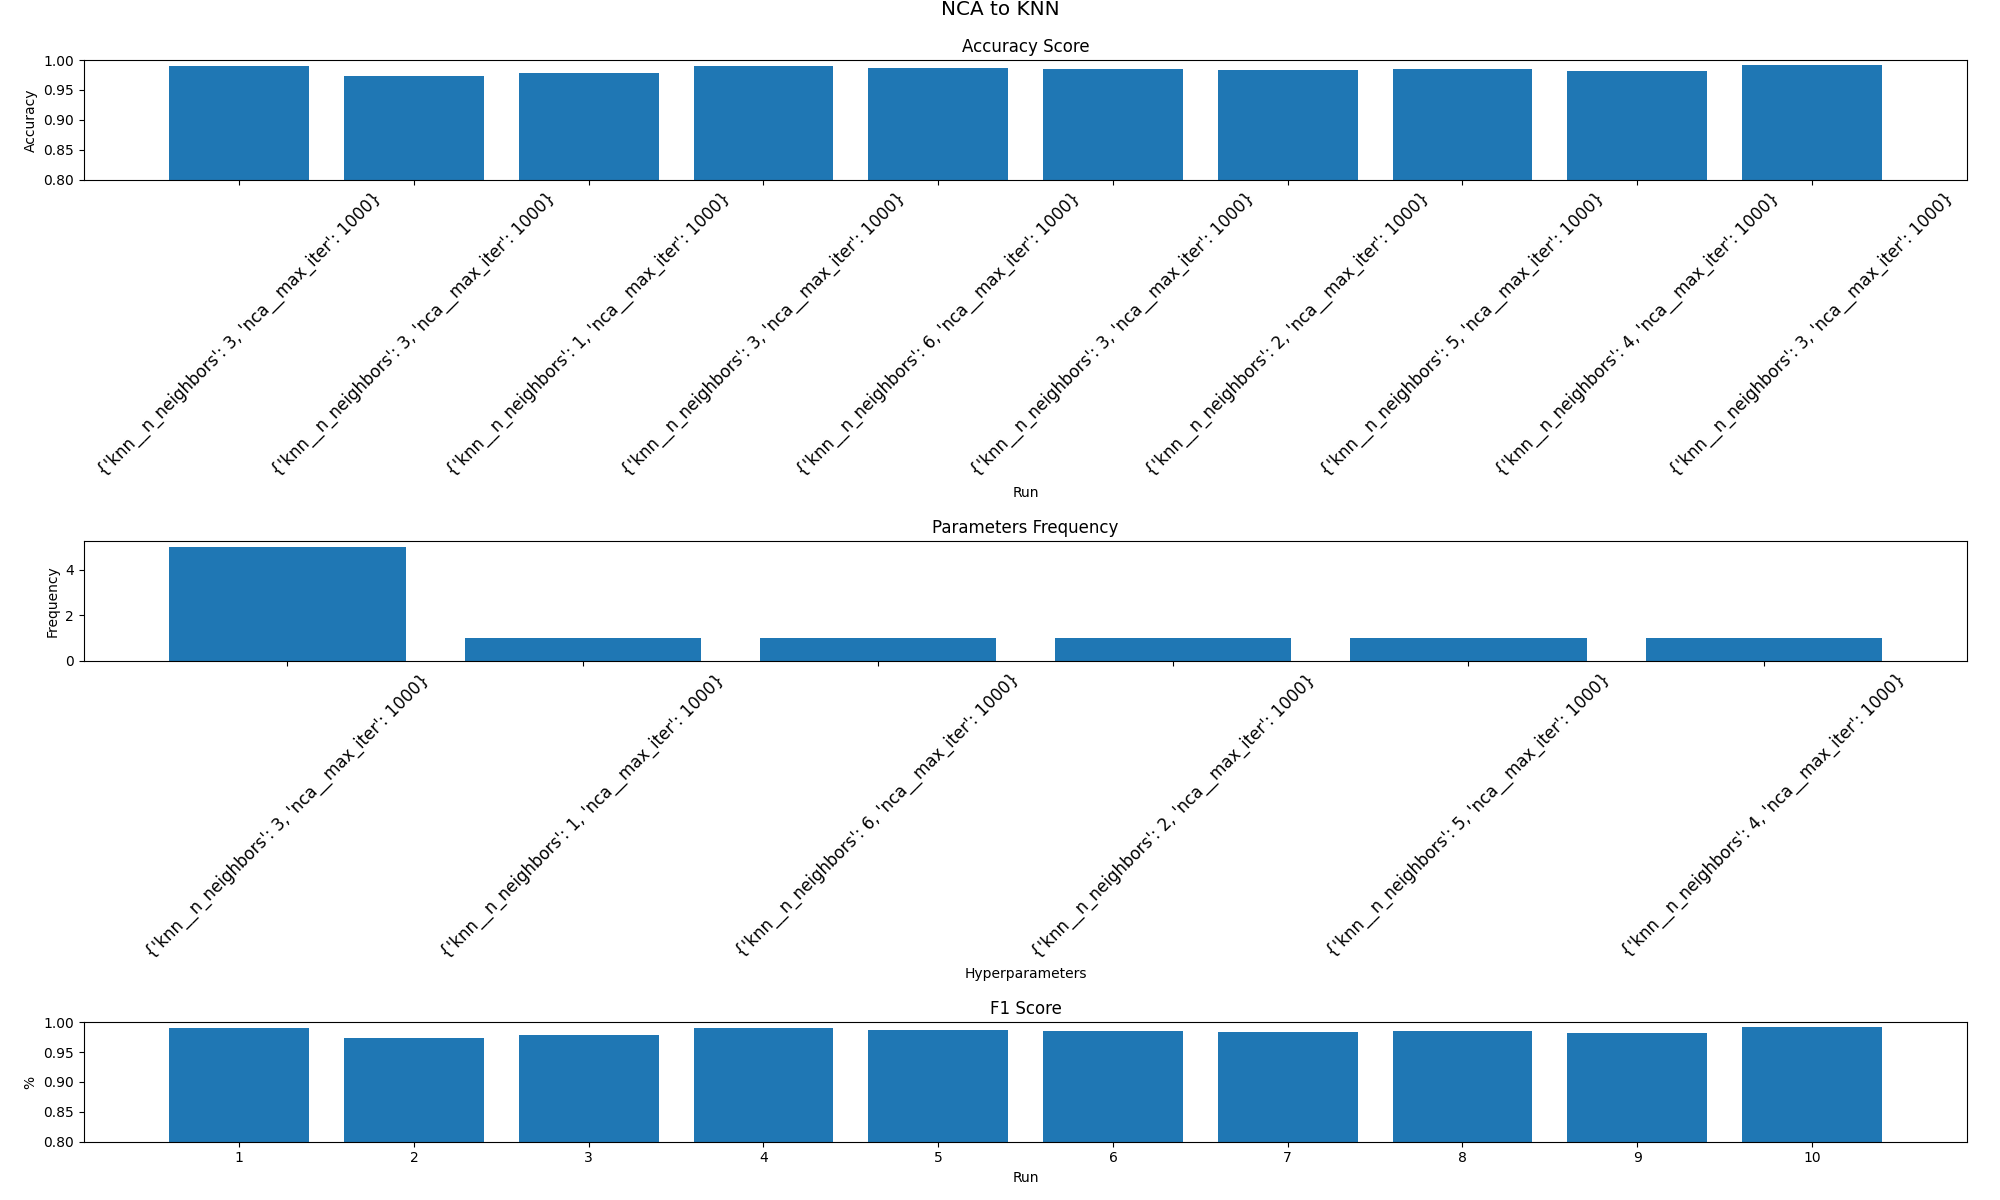 NCA to KNN
Accuracy Score
Accuracy
1.00
0.95
0.90
0.85
0.80
{'knn__n_neighbors': 3, 'nca__max_iter': 1000}
{'knn__n_neighbors': 3, 'nca__max_iter': 1000}
{'knn__n_neighbors': 1, 'nca__max_iter': 1000}
{'knn__n_neighbors': 3, 'nca__max_iter': 1000}
{'knn__n_neighbors': 6, 'nca__max_iter': 1000}
{'knn__n_neighbors': 3, 'nca__max_iter': 1000}
{'knn__n_neighbors': 2, 'nca__max_iter': 1000}
{'knn__n_neighbors': 5, 'nca__max_iter': 1000}
{'knn__n_neighbors': 4, 'nca__max_iter': 1000}
{'knn__n_neighbors': 3, 'nca__max_iter': 1000}
Run
Parameters Frequency
Frequency
4
2
0
{'knn__n_neighbors': 3, 'nca__max_iter': 1000}
{'knn__n_neighbors': 1, 'nca__max_iter': 1000}
{'knn__n_neighbors': 6, 'nca__max_iter': 1000}
{'knn__n_neighbors': 2, 'nca__max_iter': 1000}
{'knn__n_neighbors': 5, 'nca__max_iter': 1000}
{'knn__n_neighbors': 4, 'nca__max_iter': 1000}
Hyperparameters
F1 Score
%
1.00
0.95
0.90
0.85
0.80
1 2 3 4 5 6 7 8 9 10
Run